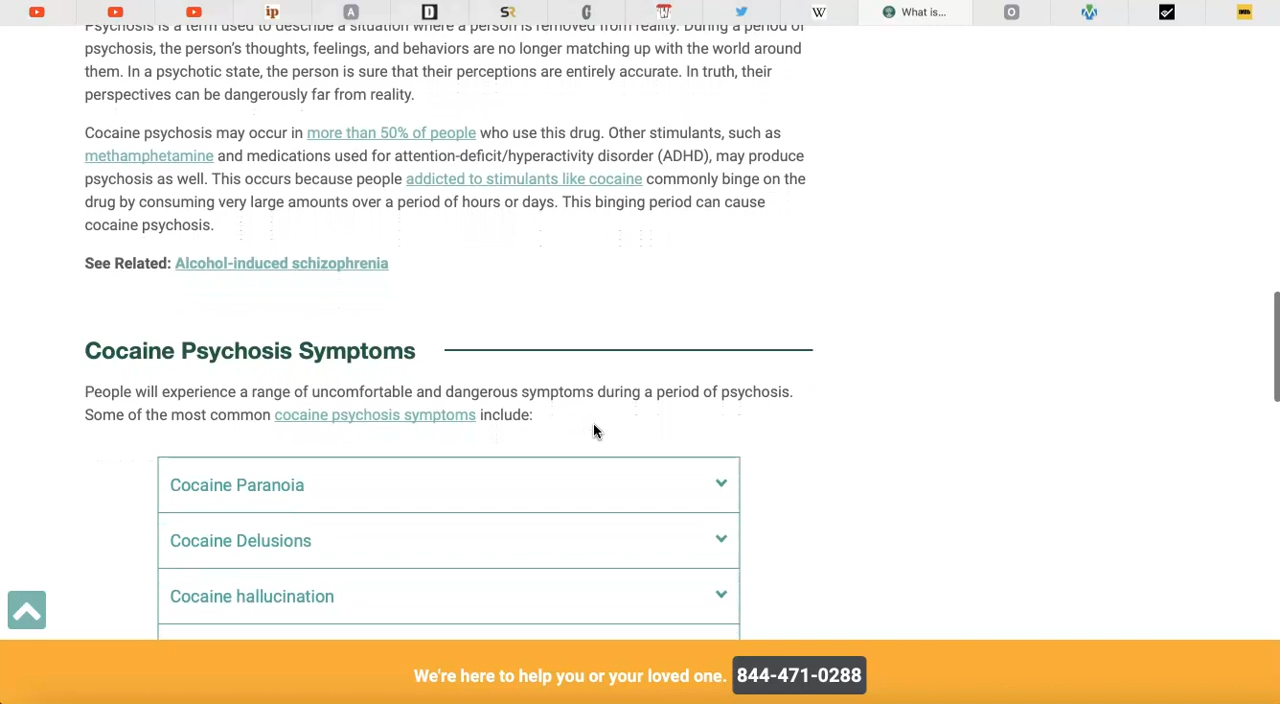 What is...
Psychosis is a term used to describe a situation where a person is removed from reality. During a period of
psychosis, the person’s thoughts, feelings, and behaviors are no longer matching up with the world around
them. In a psychotic state, the person is sure that their perceptions are entirely accurate. In truth, their
perspectives can be dangerously far from reality.
Cocaine psychosis may occur in more than 50% of people who use this drug. Other stimulants, such as
methamphetamine and medications used for attention-deficit/hyperactivity disorder (ADHD), may produce
psychosis as well. This occurs because people addicted to stimulants like cocaine commonly binge on the
drug by consuming very large amounts over a period of hours or days. This binging period can cause
cocaine psychosis.
See Related: Alcohol-induced schizophrenia
Cocaine Psychosis Symptoms
People will experience a range of uncomfortable and dangerous symptoms during a period of psychosis.
Some of the most common cocaine psychosis symptoms include:
Cocaine Paranoia
Cocaine Delusions
Cocaine hallucination
We're here to help you or your loved one. 844-471-0288